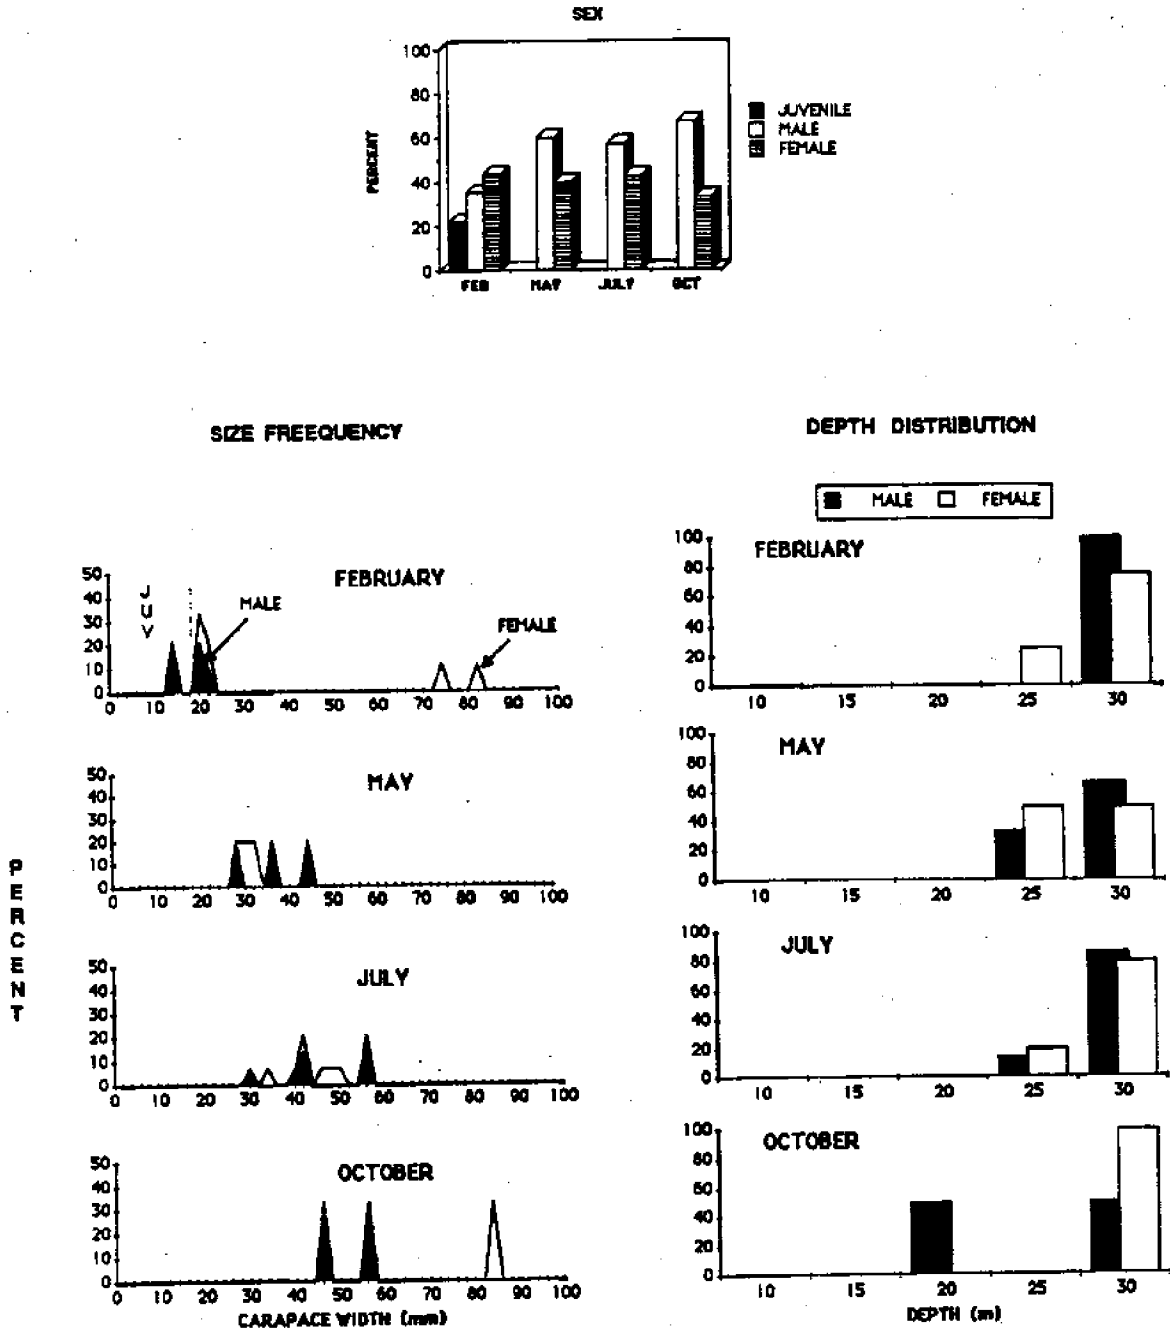 SEX
100
80
60
40
20
0
PERCENT
FEB MAY JULY OCT
JUVENILE
MALE
FEMALE
SIZE FREEQUENCY
DEPTH DISTRIBUTION
MALE FEMALE
FEBRUARY
JUV
MALE
FEMALE
50
40
30
20
10
0
0 10 20 30 40 50 60 70 80 90 100
MAY
50
40
30
20
10
0
0 10 20 30 40 50 60 70 80 90 100
JULY
50
40
30
20
10
0
0 10 20 30 40 50 60 70 80 90 100
OCTOBER
50
40
30
20
10
0
0 10 20 30 40 50 60 70 80 90 100
CARAPACE WIDTH (mm)
PERCENT
FEBRUARY
100
80
60
40
20
0
10 15 20 25 30
MAY
100
80
60
40
20
0
10 15 20 25 30
JULY
100
80
60
40
20
0
10 15 20 25 30
OCTOBER
100
80
60
40
20
0
10 15 20 25 30
DEPTH (m)